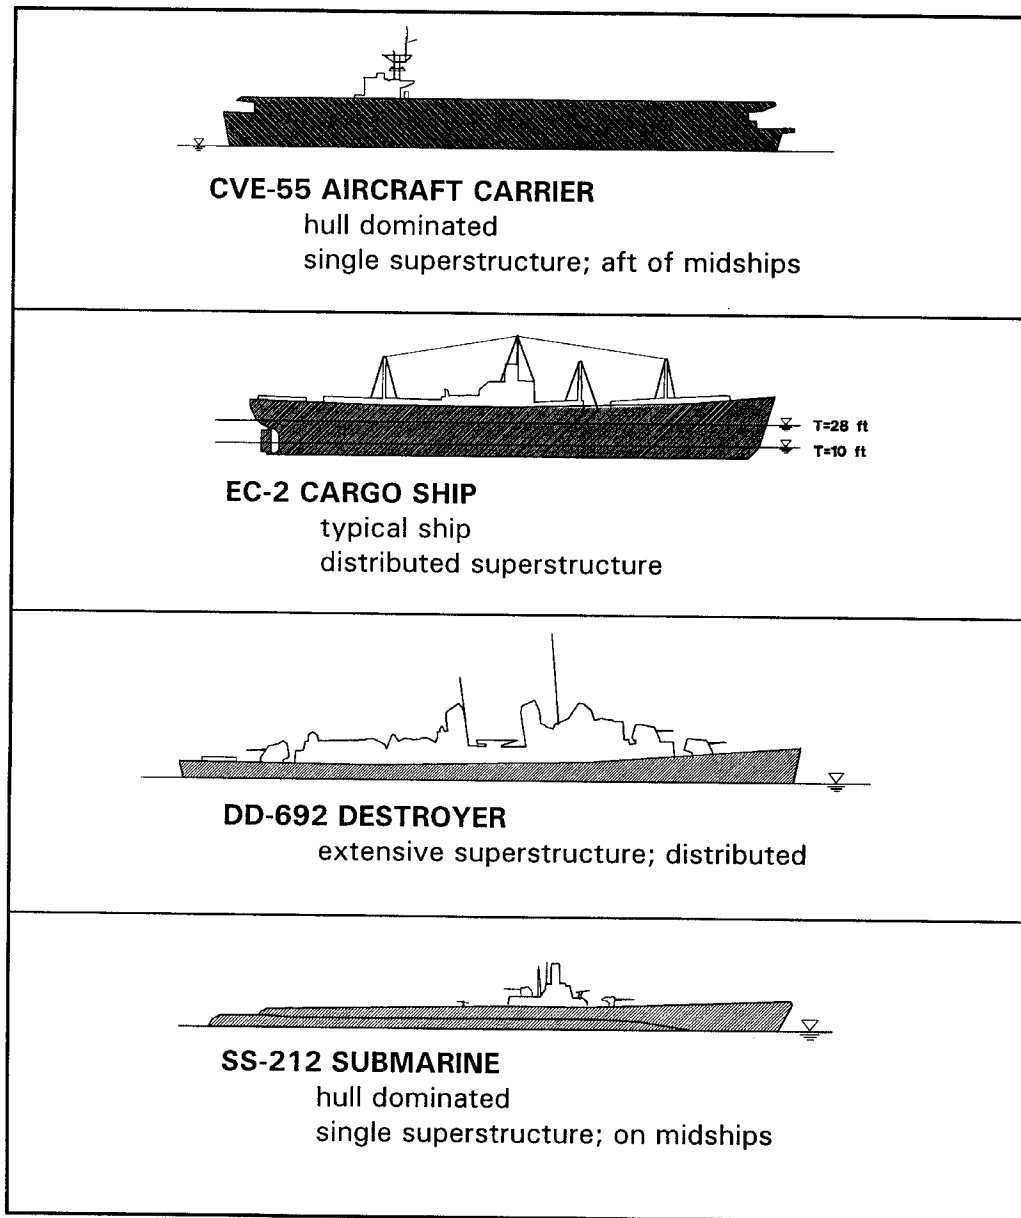 CVE-55 AIRCRAFT CARRIER
hull dominated
single superstructure; aft of midships
T=28 ft
T=10 ft
EC-2 CARGO SHIP
typical ship
distributed superstructure
DD-692 DESTROYER
extensive superstructure; distributed
SS-212 SUBMARINE
hull dominated
single superstructure; on midships